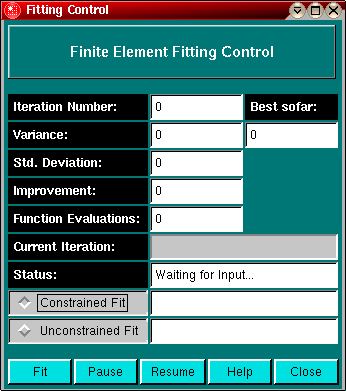 Fitting Control
Finite Element Fitting Control
Iteration Number: 0 Best sofar:
Variance: 0 0
Std. Deviation: 0
Improvement: 0
Function Evaluations: 0
Current Iteration:
Status: Waiting for Input...
Constrained Fit
Unconstrained Fit
Fit Pause Resume Help Close